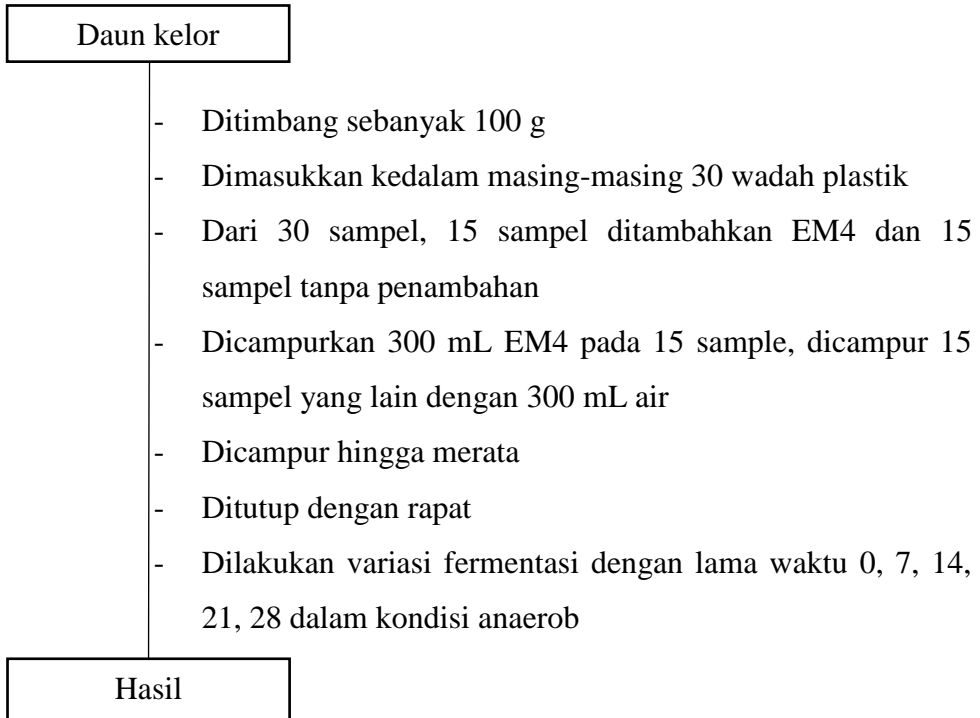 Daun kelor
- Ditimbang sebanyak 100 g
- Dimasukkan kedalam masing-masing 30 wadah plastik
- Dari 30 sampel, 15 sampel ditambahkan EM4 dan 15
sampel tanpa penambahan
- Dicampurkan 300 mL EM4 pada 15 sample, dicampur 15
sampel yang lain dengan 300 mL air
- Dicampur hingga merata
- Ditutup dengan rapat
- Dilakukan variasi fermentasi dengan lama waktu 0, 7, 14,
21, 28 dalam kondisi anaerob
Hasil